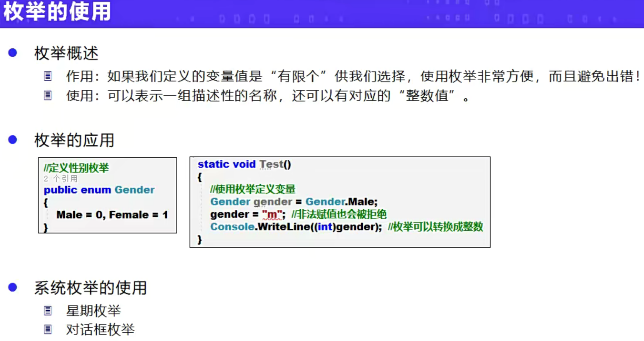 枚举的使用
枚举概述
作用：如果我们定义的变量值是“有限个”供我们选择，使用枚举非常方便，而且避免出错！
使用：可以表示一组描述性的名称，还可以有对应的“整数值”。
枚举的应用
//定义性别枚举
2 个引用
public enum Gender
{
Male = 0, Female = 1
}
static void Test()
{
//使用枚举定义变量
Gender gender = Gender.Male;
gender = "m"; //非法赋值也会被拒绝
Console.WriteLine((int)gender); //枚举可以转换成整数
}
系统枚举的使用
星期枚举
对话框枚举